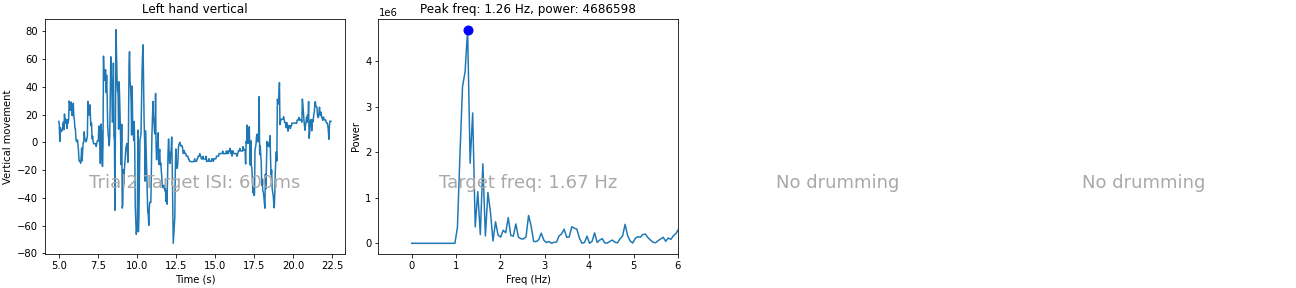 Left hand vertical
Peak freq: 1.26 Hz, power: 4686598
1e6
80
60
40
20
0
−20
−40
−60
−80
Vertical movement
5.0 7.5 10.0 12.5 15.0 17.5 20.0 22.5
Time (s)
Trial 2 Target ISI: 600ms
4
3
2
1
0
Power
0 1 2 3 4 5 6
Freq (Hz)
Target freq: 1.67 Hz
No drumming
No drumming